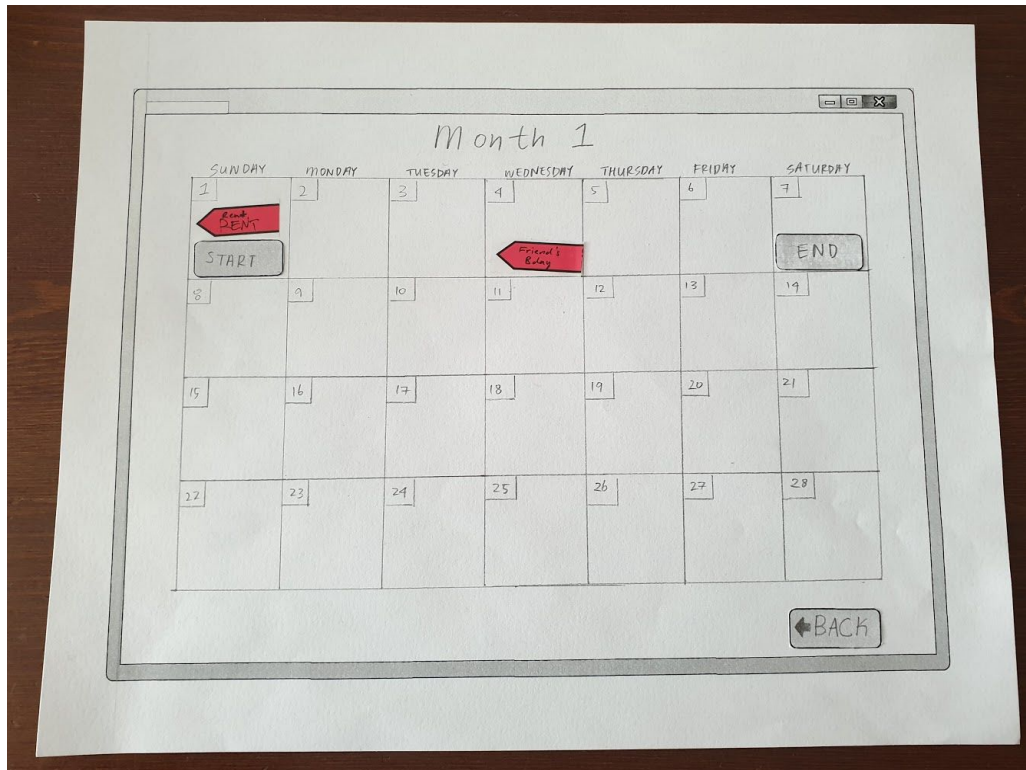 Month 1
SUNDAY MONDAY TUESDAY WEDNESDAY THURSDAY FRIDAY SATURDAY
1 2 3 4 5 6 7
Rent,
RENT
Friend's
Bday
START
END
8 9 10 11 12 13 14
15 16 17 18 19 20 21
22 23 24 25 26 27 28
BACK